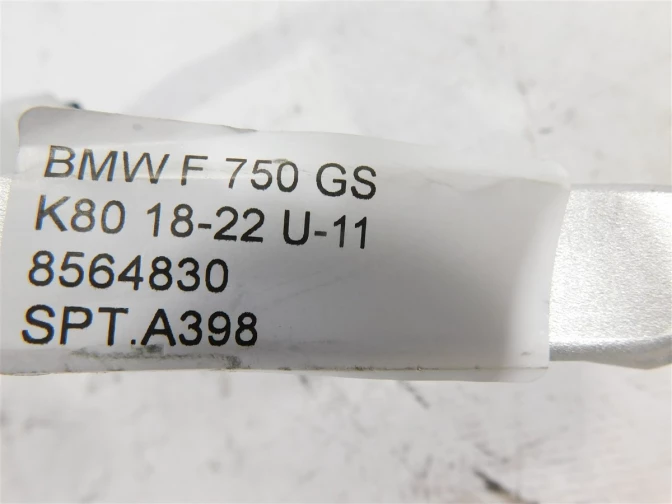 BMW F 750 GS
K80 18-22 U-11
8564830
SPT.A398